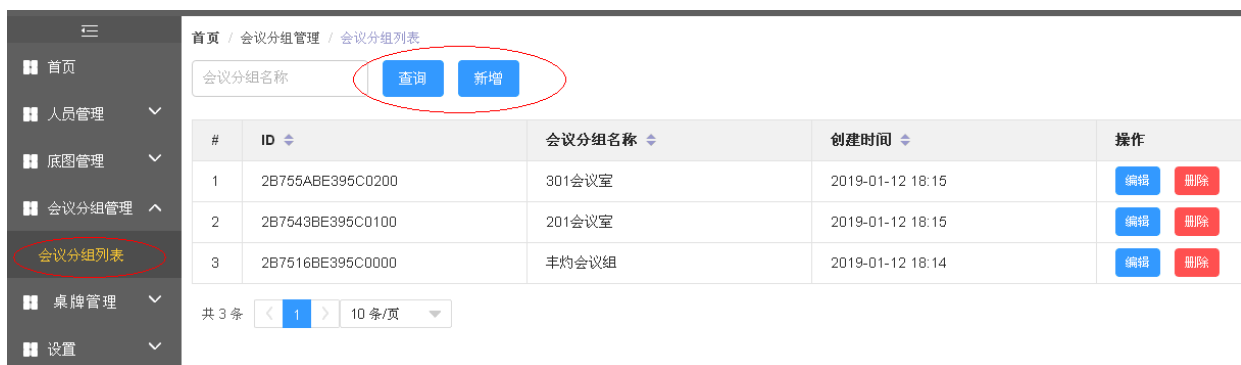 首页
人员管理
底图管理
会议分组管理
会议分组列表
桌牌管理
设置
首页 / 会议分组管理 / 会议分组列表
会议分组名称 查询 新增
# ID 会议分组名称 创建时间 操作
1 2B755ABE395C0200 301会议室 2019-01-12 18:15 编辑 删除
2 2B7543BE395C0100 201会议室 2019-01-12 18:15 编辑 删除
3 2B7516BE395C0000 丰灼会议组 2019-01-12 18:14 编辑 删除
共 3 条 < 1 > 10 条/页